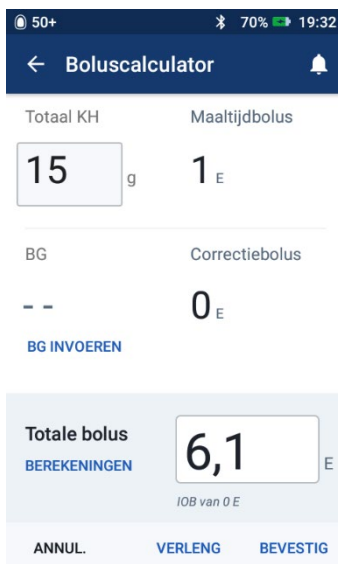 50+ 70% 19:32
Boluscalculator
Totaal KH Maaltijdbolus
15 g 1 E
BG Correctiebolus
-- 0 E
BG INVOEREN
Totale bolus
BEREKENINGEN
6,1 E
IOB van 0 E
ANNUL. VERLENG BEVESTIG